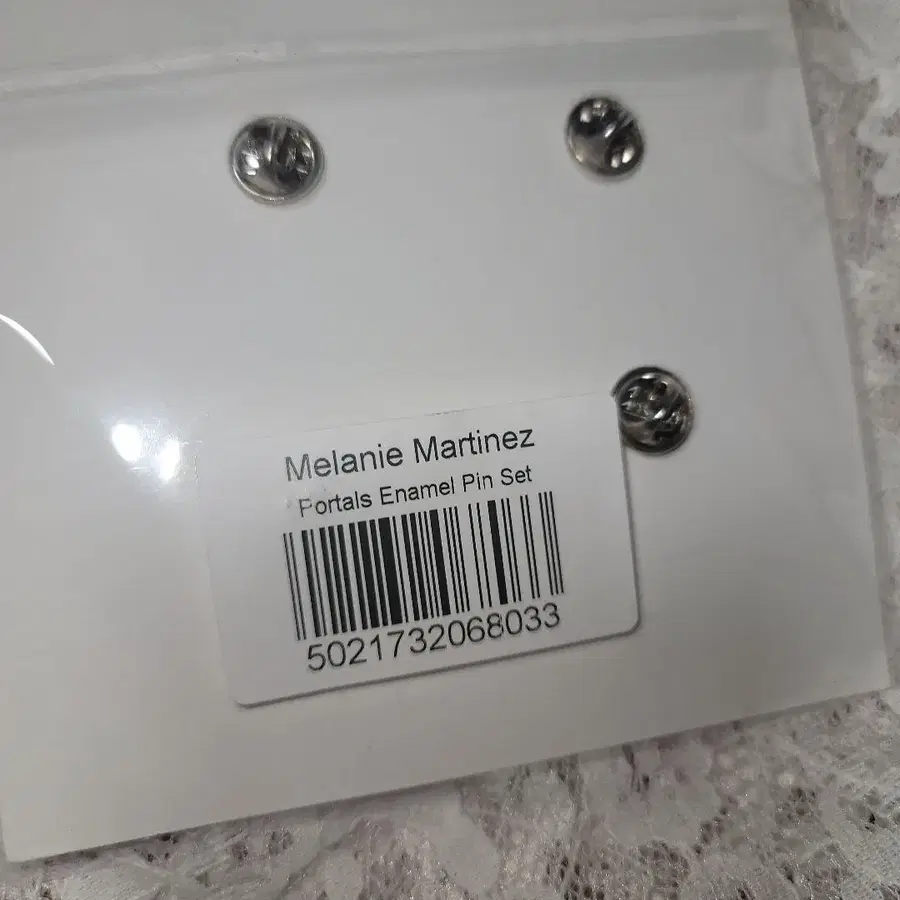 Melanie Martinez
Portals Enamel Pin Set
5021732068033